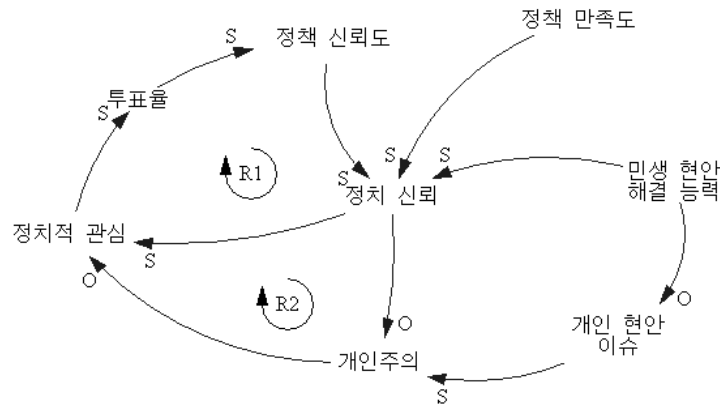 정책 만족도
S
정책 신뢰도
투표율
S
R1
S
S
S
민생 현안
해결 능력
정치 신뢰
정치적 관심
S
O
R2
O
O
개인 현안
이슈
개인주의
S